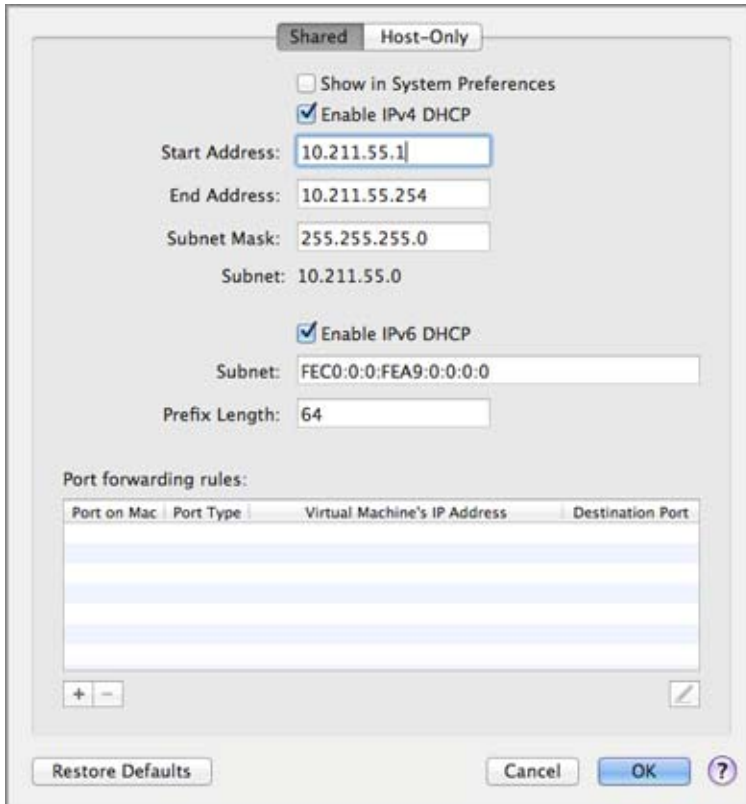 Shared Host-Only
Show in System Preferences
Enable IPv4 DHCP
Start Address: 10.211.55.1
End Address: 10.211.55.254
Subnet Mask: 255.255.255.0
Subnet: 10.211.55.0
Enable IPv6 DHCP
Subnet: FEC0:0:0:FEA9:0:0:0:0
Prefix Length: 64
Port forwarding rules:
Port on Mac Port Type Virtual Machine's IP Address Destination Port
+ −
Restore Defaults Cancel OK ?